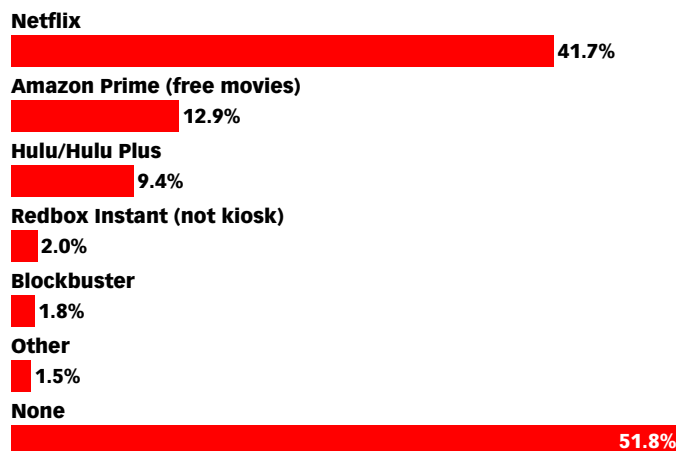 Netflix
41.7%
Amazon Prime (free movies)
12.9%
Hulu/Hulu Plus
9.4%
Redbox Instant (not kiosk)
2.0%
Blockbuster
1.8%
Other
1.5%
None
51.8%